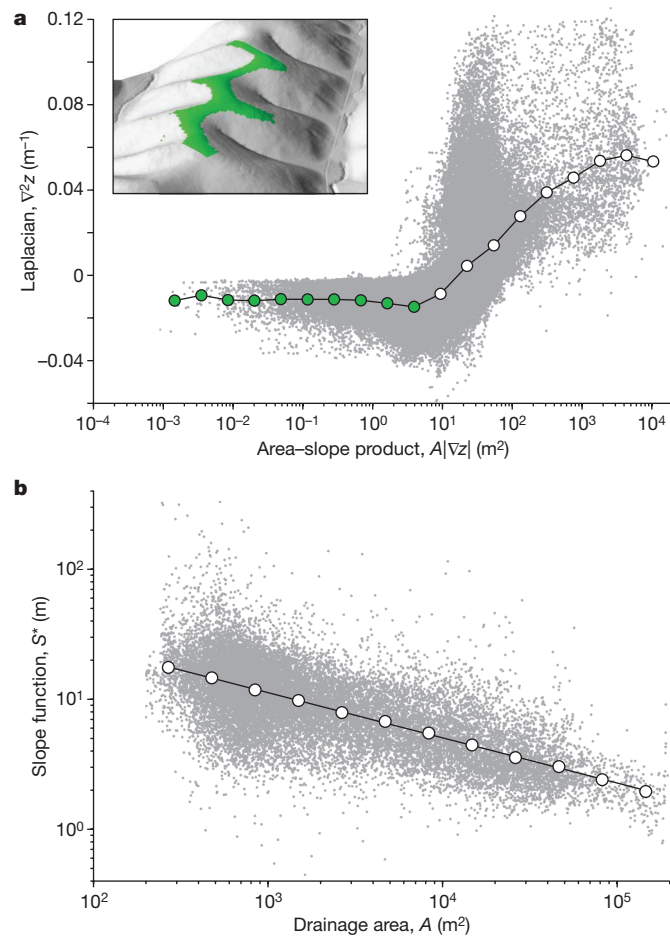 a
0.12
0.08
0.04
0
–0.04
Laplacian, ∇²z (m⁻¹)
10⁻⁴ 10⁻³ 10⁻² 10⁻¹ 10⁰ 10¹ 10² 10³ 10⁴
Area–slope product, A|∇z| (m²)
b
10²
10¹
10⁰
Slope function, S* (m)
10² 10³ 10⁴ 10⁵
Drainage area, A (m²)